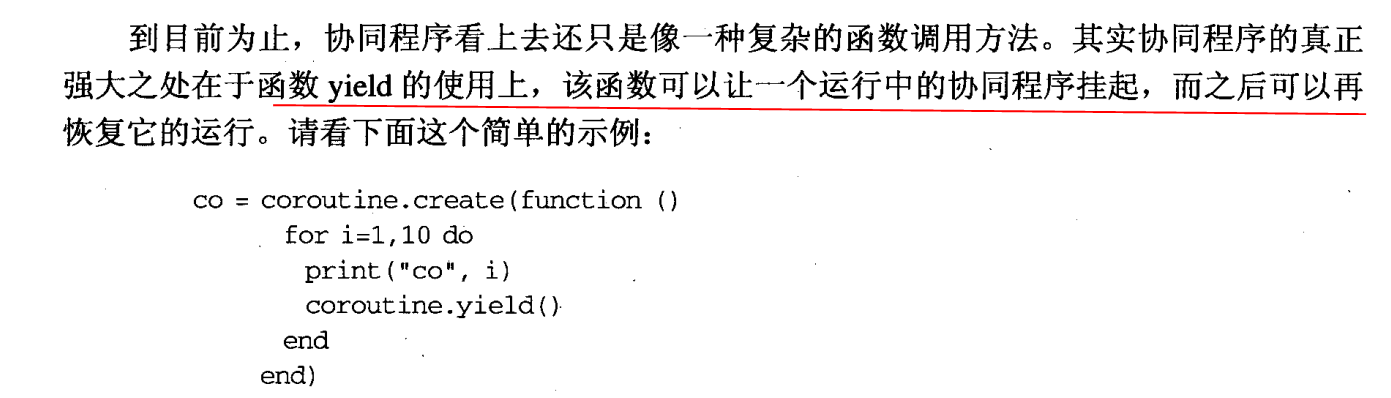 到目前为止，协同程序看上去还只是像一种复杂的函数调用方法。其实协同程序的真正
强大之处在于函数 yield 的使用上，该函数可以让一个运行中的协同程序挂起，而之后可以再
恢复它的运行。请看下面这个简单的示例：
co = coroutine.create(function ()
for i=1,10 do
print("co", i)
coroutine.yield()
end
end)